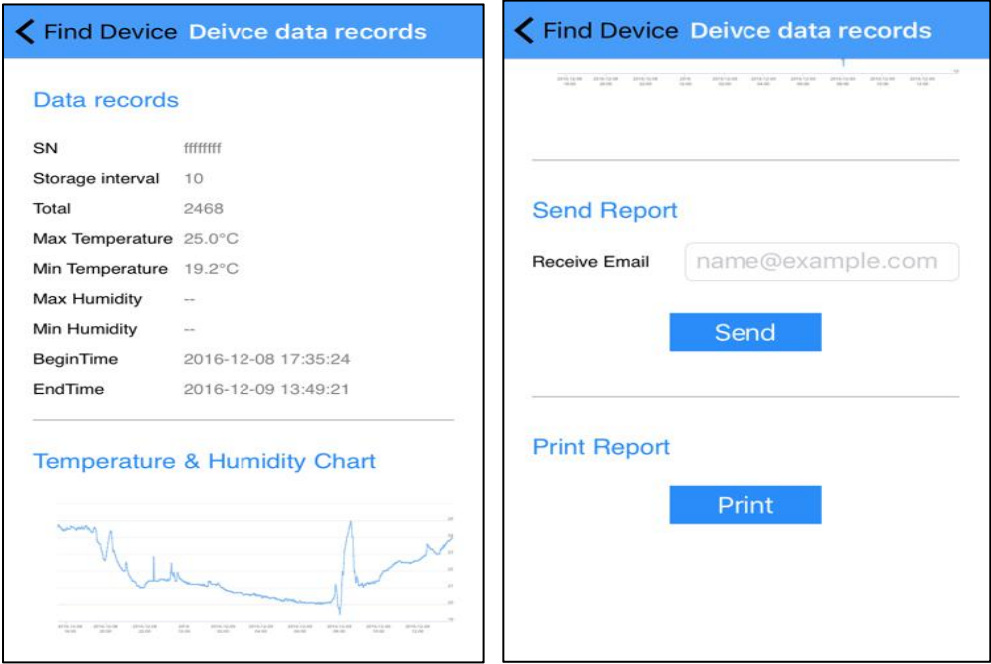 Find Device Deivce data records
Data records
SN ffffffff
Storage interval 10
Total 2468
Max Temperature 25.0°C
Min Temperature 19.2°C
Max Humidity --
Min Humidity --
BeginTime 2016-12-08 17:35:24
EndTime 2016-12-09 13:49:21
Temperature & Humidity Chart
Find Device Deivce data records
Send Report
Receive Email name@example.com
Send
Print Report
Print